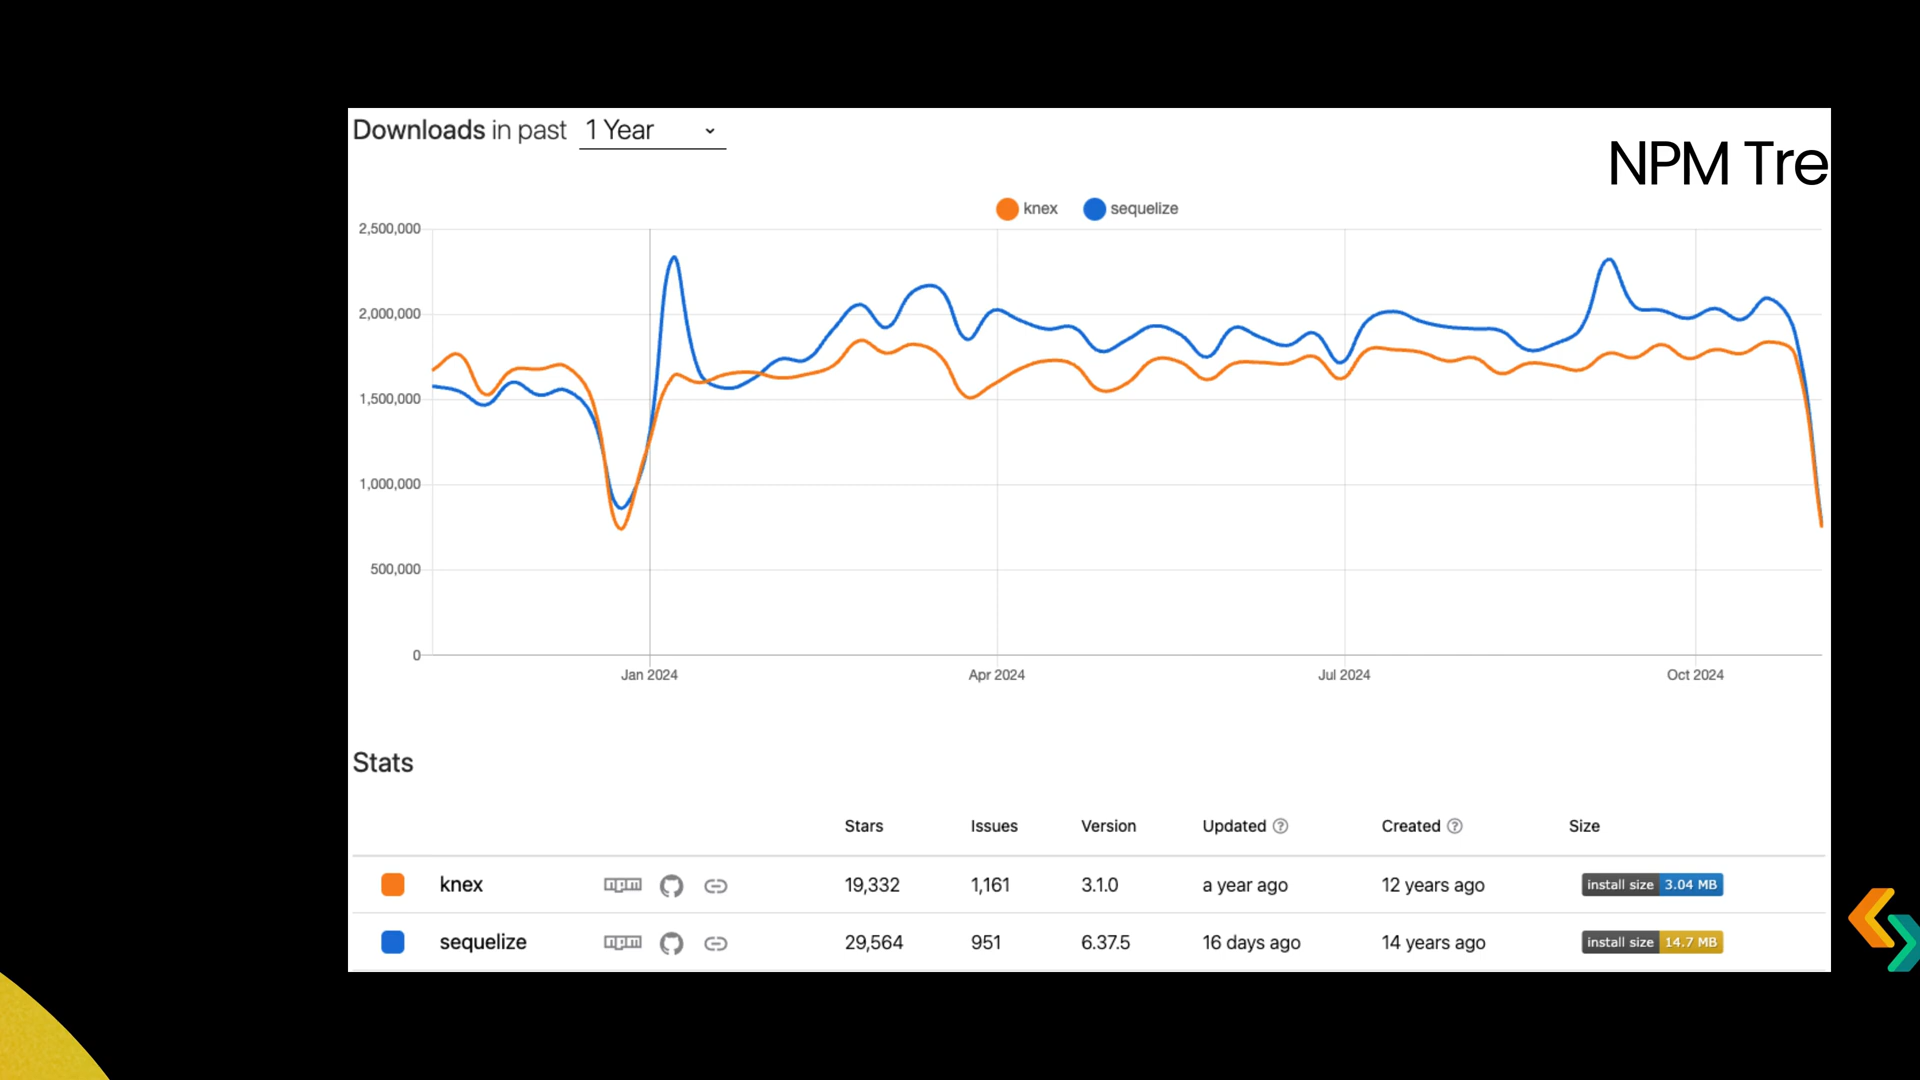 Downloads in past 1 Year
NPM Tre
knex sequelize
2,500,000
2,000,000
1,500,000
1,000,000
500,000
0
Jan 2024 Apr 2024 Jul 2024 Oct 2024
Stats
Stars Issues Version Updated ? Created ? Size
knex npm 19,332 1,161 3.1.0 a year ago 12 years ago install size 3.04 MB
sequelize npm 29,564 951 6.37.5 16 days ago 14 years ago install size 14.7 MB